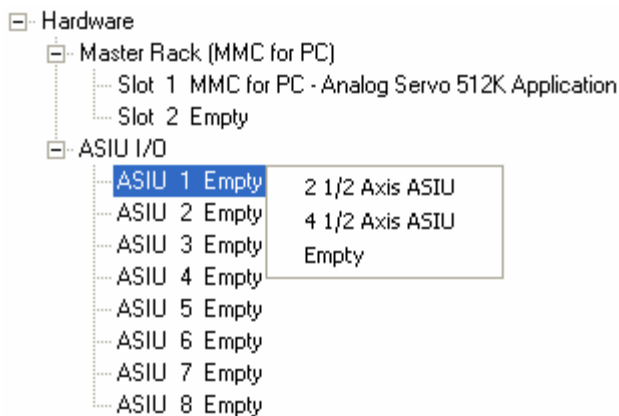 Hardware
Master Rack (MMC for PC)
Slot 1 MMC for PC - Analog Servo 512K Application
Slot 2 Empty
ASIU I/O
ASIU 1 Empty
2 1/2 Axis ASIU
4 1/2 Axis ASIU
Empty
ASIU 2 Empty
ASIU 3 Empty
ASIU 4 Empty
ASIU 5 Empty
ASIU 6 Empty
ASIU 7 Empty
ASIU 8 Empty